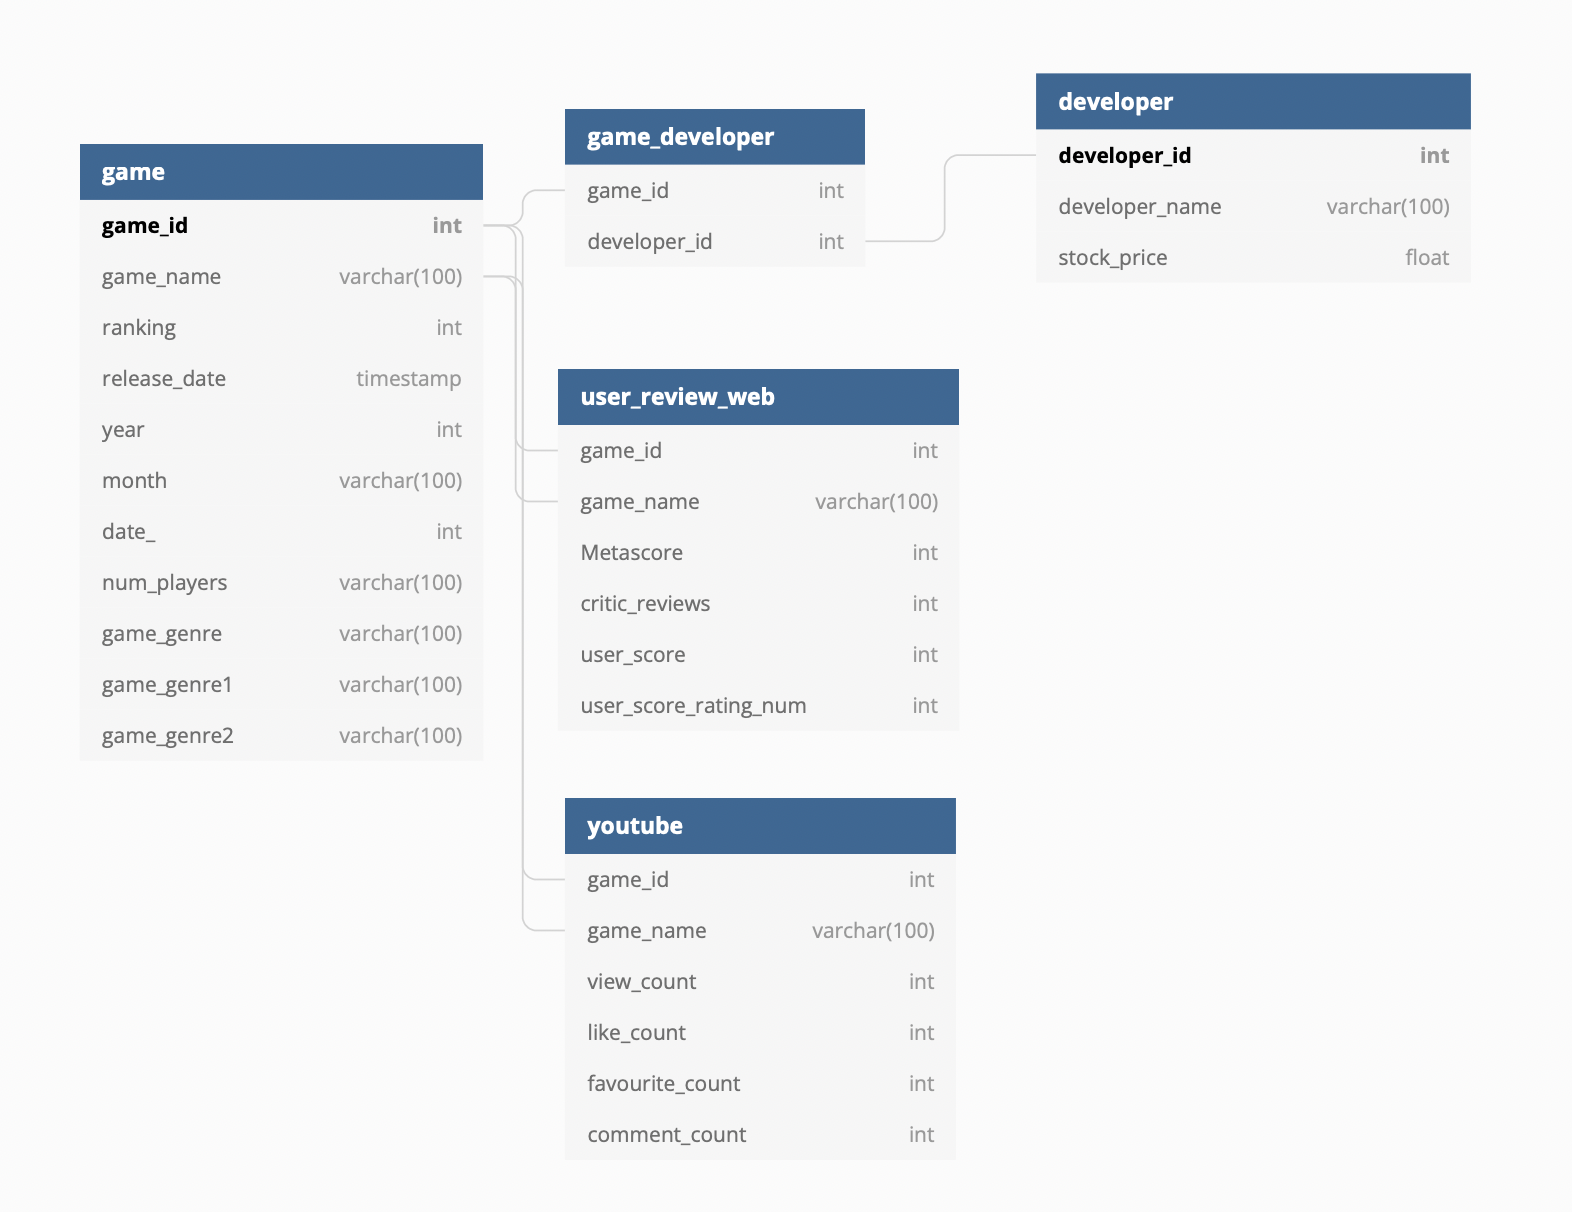 game
game_id int
game_name varchar(100)
ranking int
release_date timestamp
year int
month varchar(100)
date_ int
num_players varchar(100)
game_genre varchar(100)
game_genre1 varchar(100)
game_genre2 varchar(100)
game_developer
game_id int
developer_id int
developer
developer_id int
developer_name varchar(100)
stock_price float
user_review_web
game_id int
game_name varchar(100)
Metascore int
critic_reviews int
user_score int
user_score_rating_num int
youtube
game_id int
game_name varchar(100)
view_count int
like_count int
favourite_count int
comment_count int